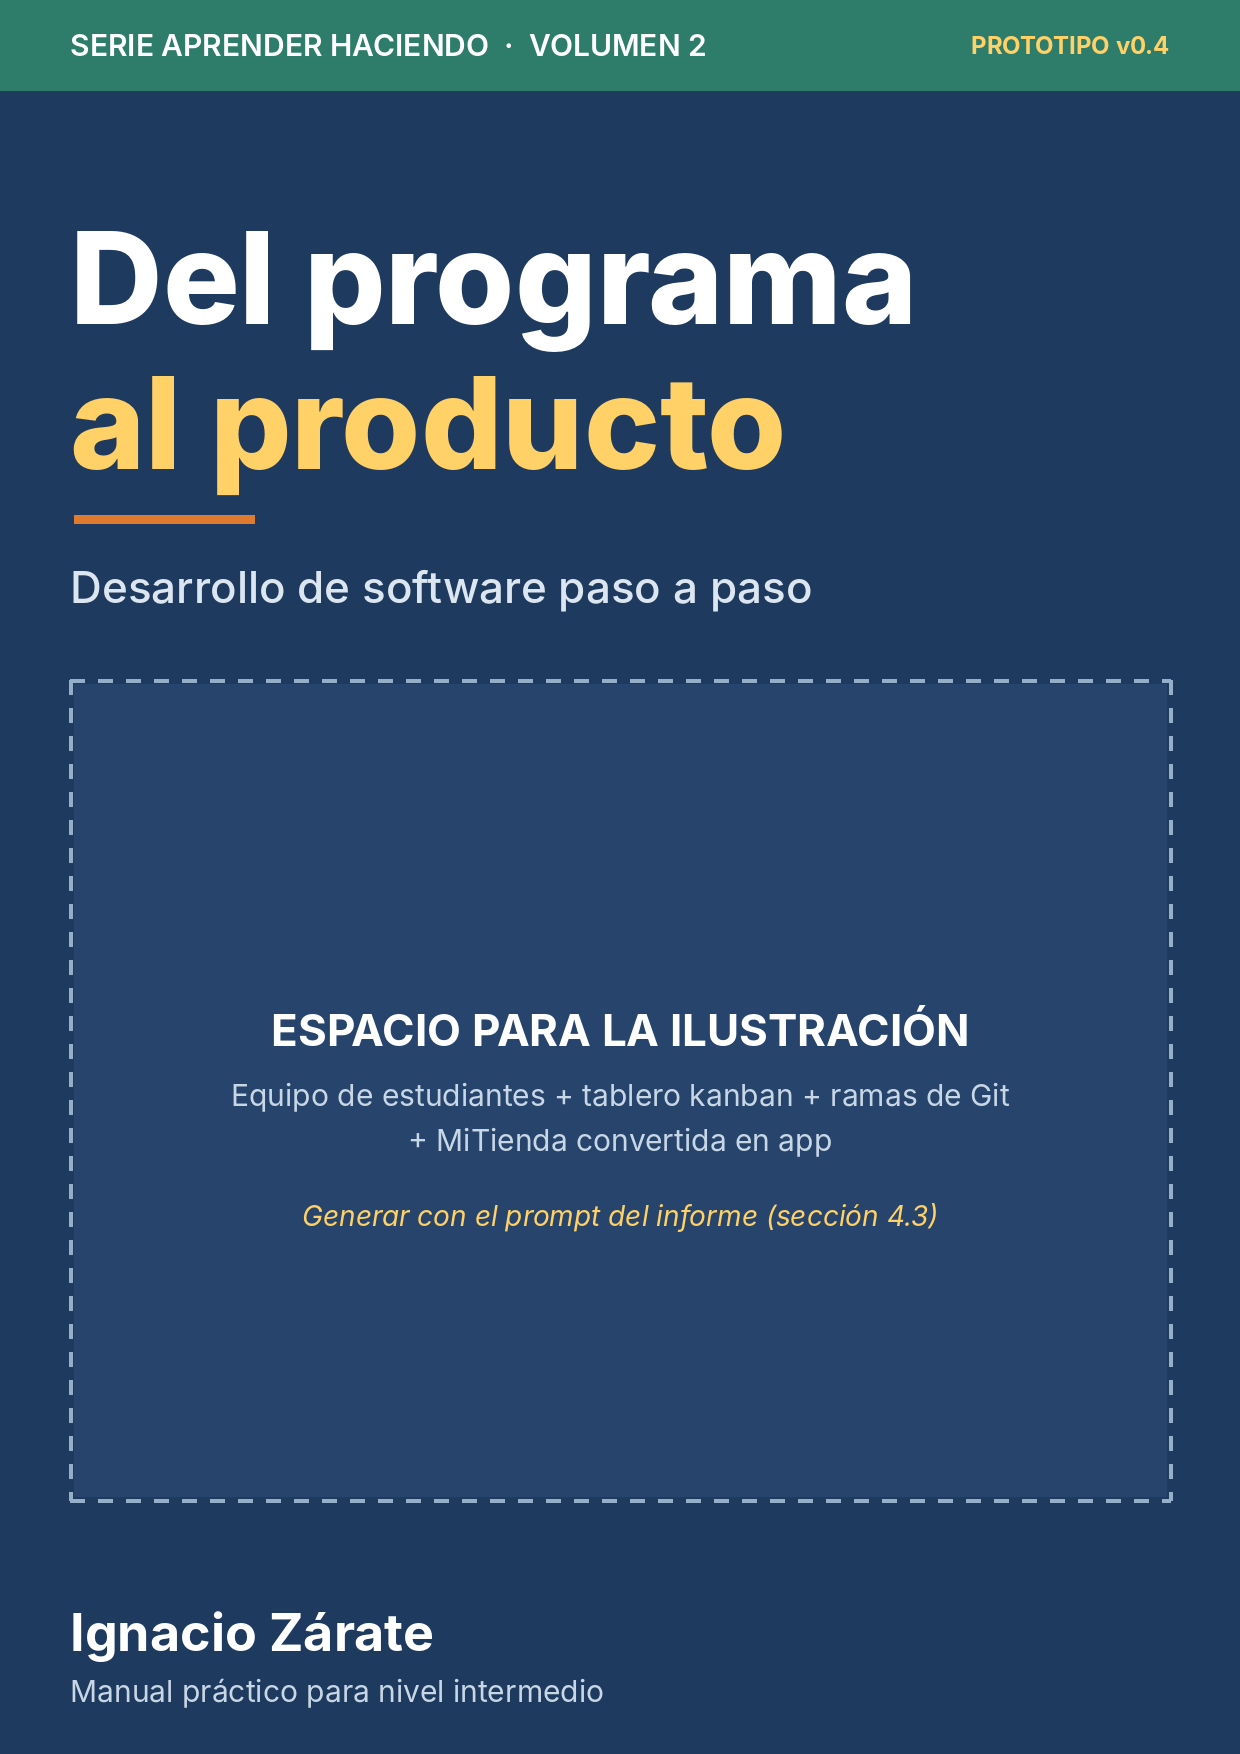 SERIE APRENDER HACIENDO · VOLUMEN 2
PROTOTIPO v0.4
Del programa
al producto
Desarrollo de software paso a paso
ESPACIO PARA LA ILUSTRACIÓN
Equipo de estudiantes + tablero kanban + ramas de Git
+ MiTienda convertida en app
Generar con el prompt del informe (sección 4.3)
Ignacio Zárate
Manual práctico para nivel intermedio